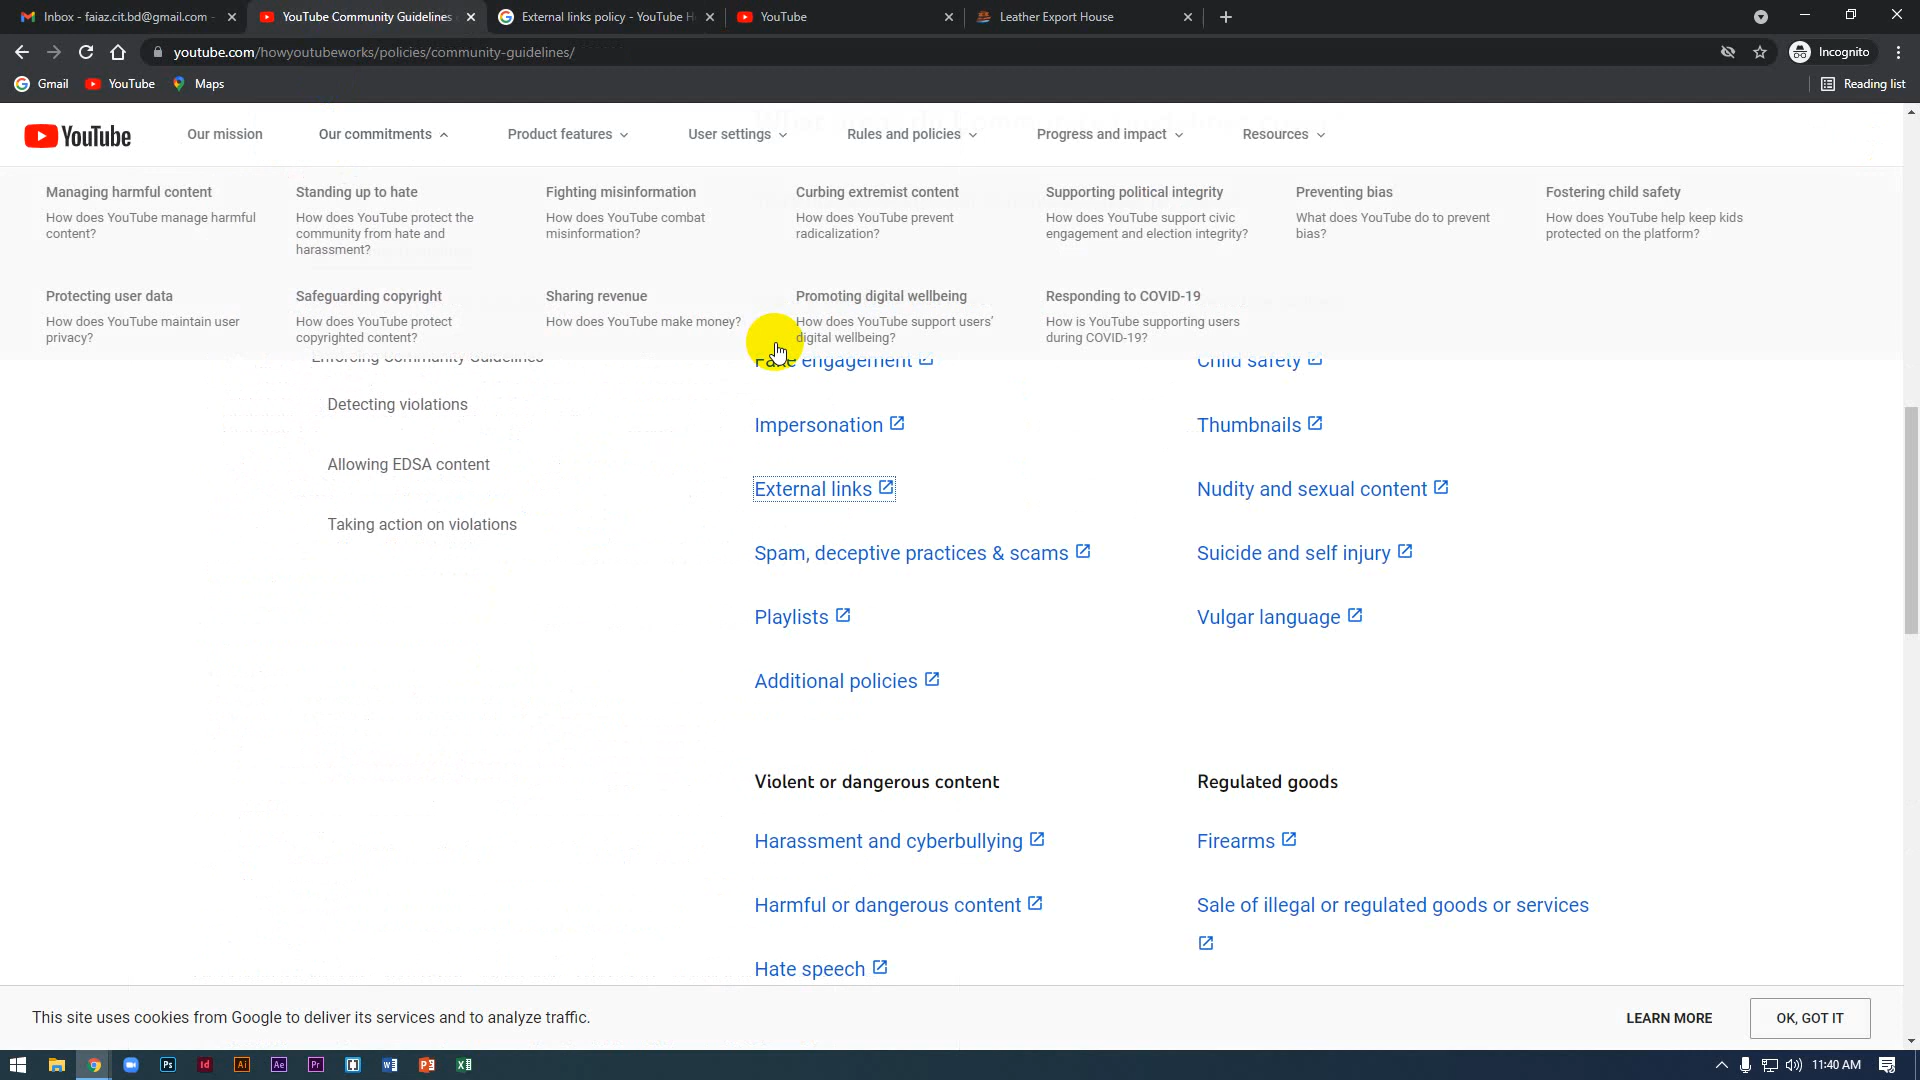 Inbox - faiaz.cit.bd@gmail.com -
YouTube Community Guidelines
External links policy - YouTube H
YouTube
Leather Export House
youtube.com/howyoutubeworks/policies/community-guidelines/
Incognito
Gmail
YouTube
Maps
Reading list
YouTube
Our mission
Our commitments
Product features
User settings
Rules and policies
Progress and impact
Resources
Managing harmful content
How does YouTube manage harmful
content?
Standing up to hate
How does YouTube protect the
community from hate and
harassment?
Fighting misinformation
How does YouTube combat
misinformation?
Curbing extremist content
How does YouTube prevent
radicalization?
Supporting political integrity
How does YouTube support civic
engagement and election integrity?
Preventing bias
What does YouTube do to prevent
bias?
Fostering child safety
How does YouTube help keep kids
protected on the platform?
Protecting user data
How does YouTube maintain user
privacy?
Safeguarding copyright
How does YouTube protect
copyrighted content?
Sharing revenue
How does YouTube make money?
Promoting digital wellbeing
How does YouTube support users'
digital wellbeing?
Responding to COVID-19
How is YouTube supporting users
during COVID-19?
Enforcing Community Guidelines
Detecting violations
Allowing EDSA content
Taking action on violations
Fake engagement
Impersonation
External links
Spam, deceptive practices & scams
Playlists
Additional policies
Child safety
Thumbnails
Nudity and sexual content
Suicide and self injury
Vulgar language
Violent or dangerous content
Harassment and cyberbullying
Harmful or dangerous content
Hate speech
Regulated goods
Firearms
Sale of illegal or regulated goods or services
This site uses cookies from Google to deliver its services and to analyze traffic.
LEARN MORE
OK, GOT IT
Ps
Id
Ai
Ae
Pr
11:40 AM